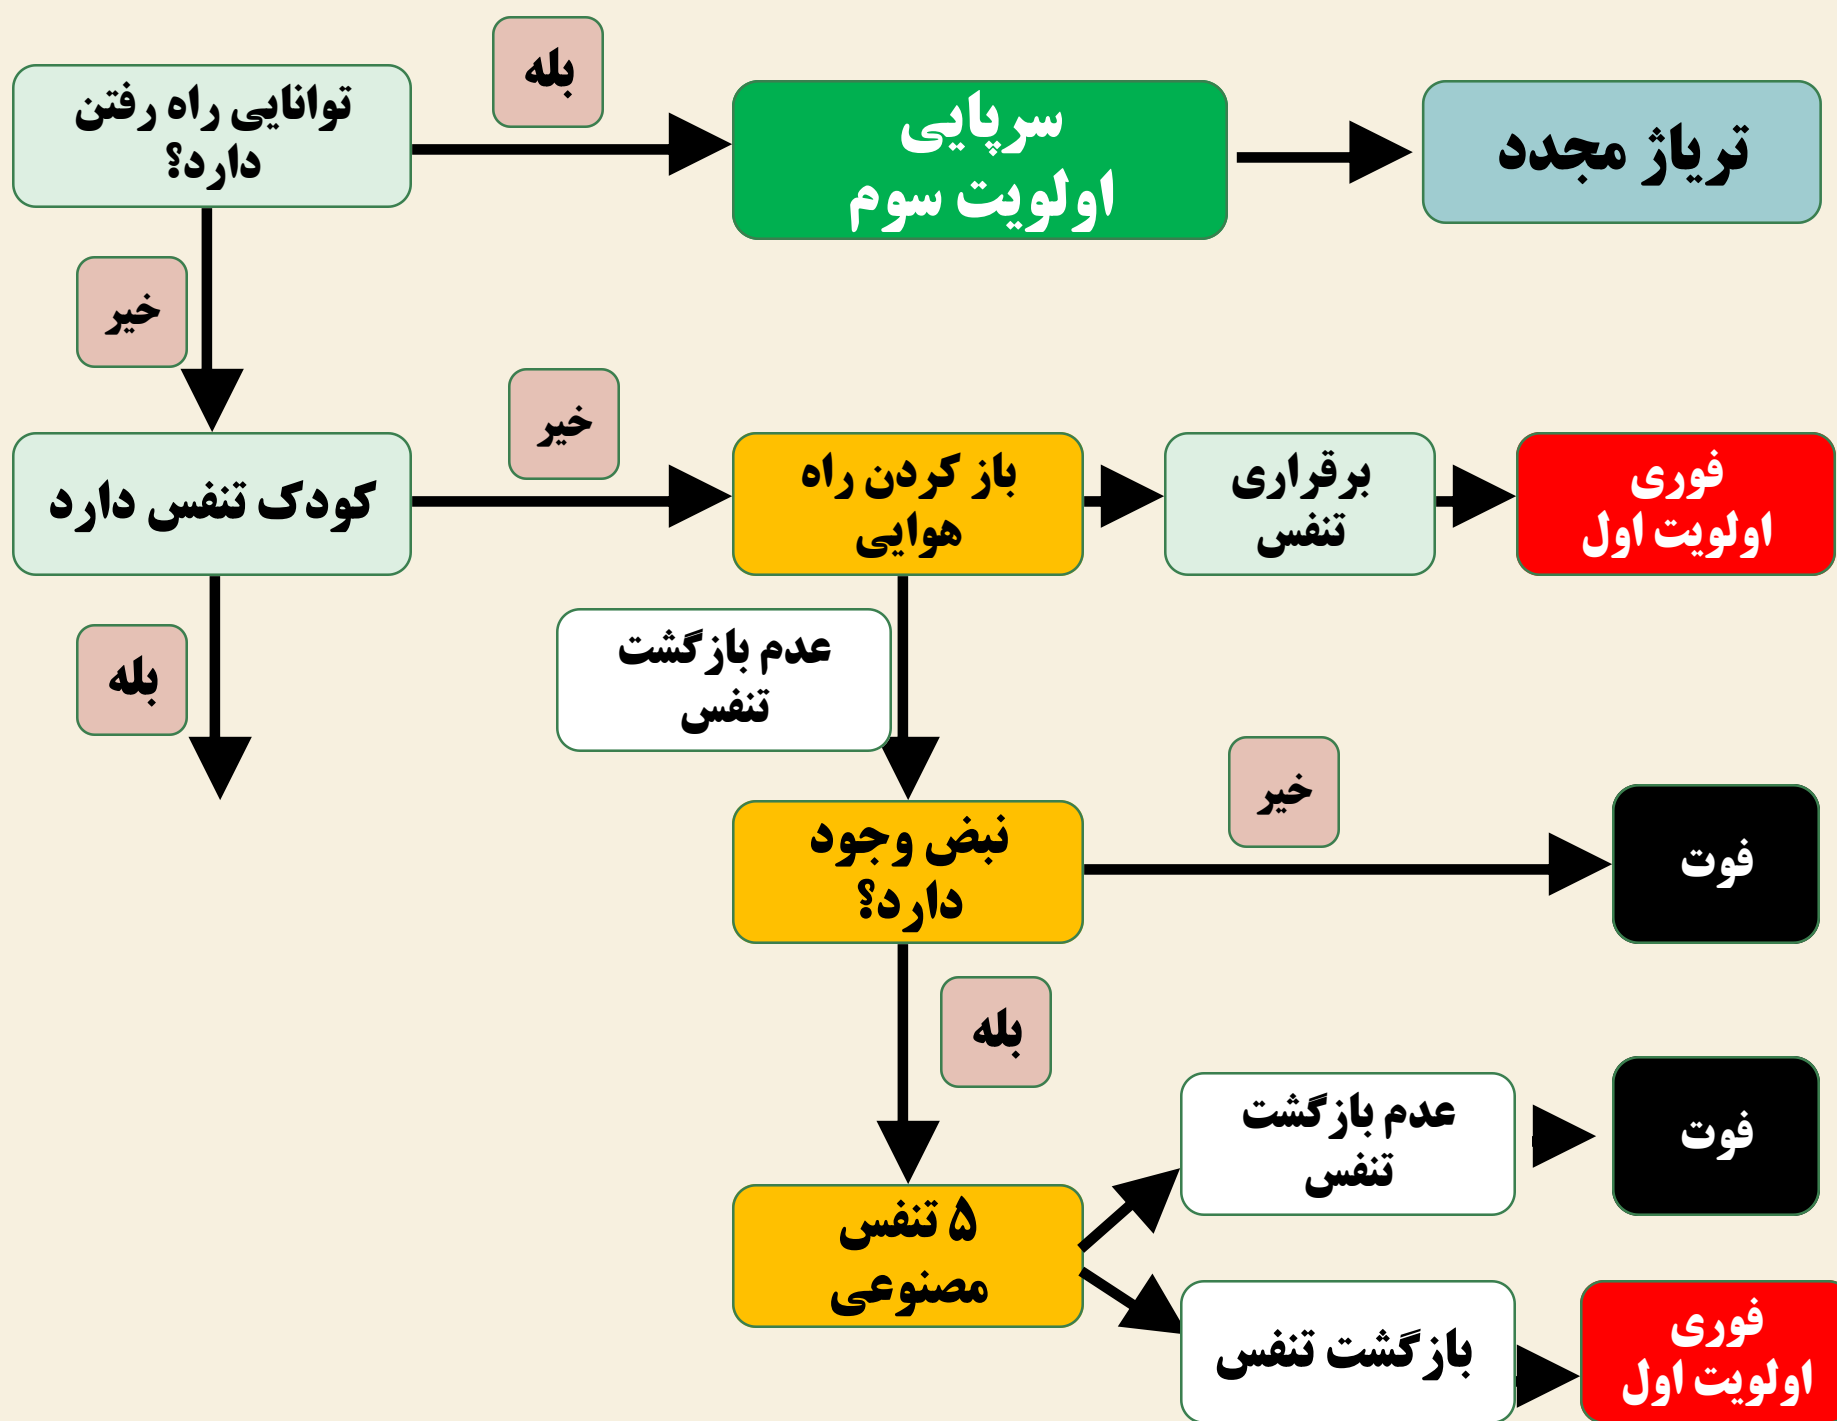 بله
توانایی راه رفتن
دارد؟
سرپایی
اولویت سوم
تریاژ مجدد
خیر
خیر
کودک تنفس دارد
باز کردن راه
هوایی
برقراری
تنفس
فوری
اولویت اول
بله
عدم بازگشت
تنفس
نبض وجود
دارد؟
خیر
فوت
بله
عدم بازگشت
تنفس
فوت
۵ تنفس
مصنوعی
بازگشت تنفس
فوری
اولویت اول